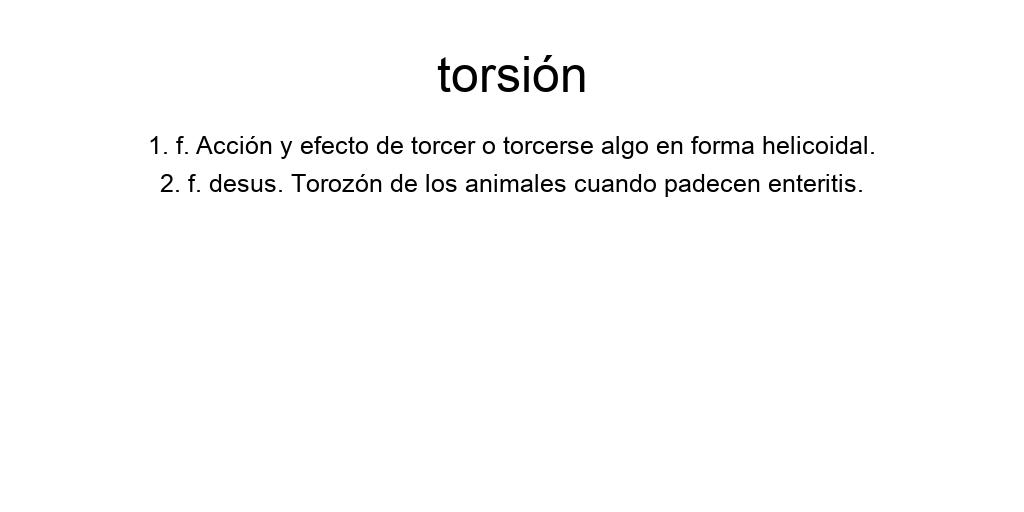 torsión
1. f. Acción y efecto de torcer o torcerse algo en forma helicoidal.
2. f. desus. Torozón de los animales cuando padecen enteritis.